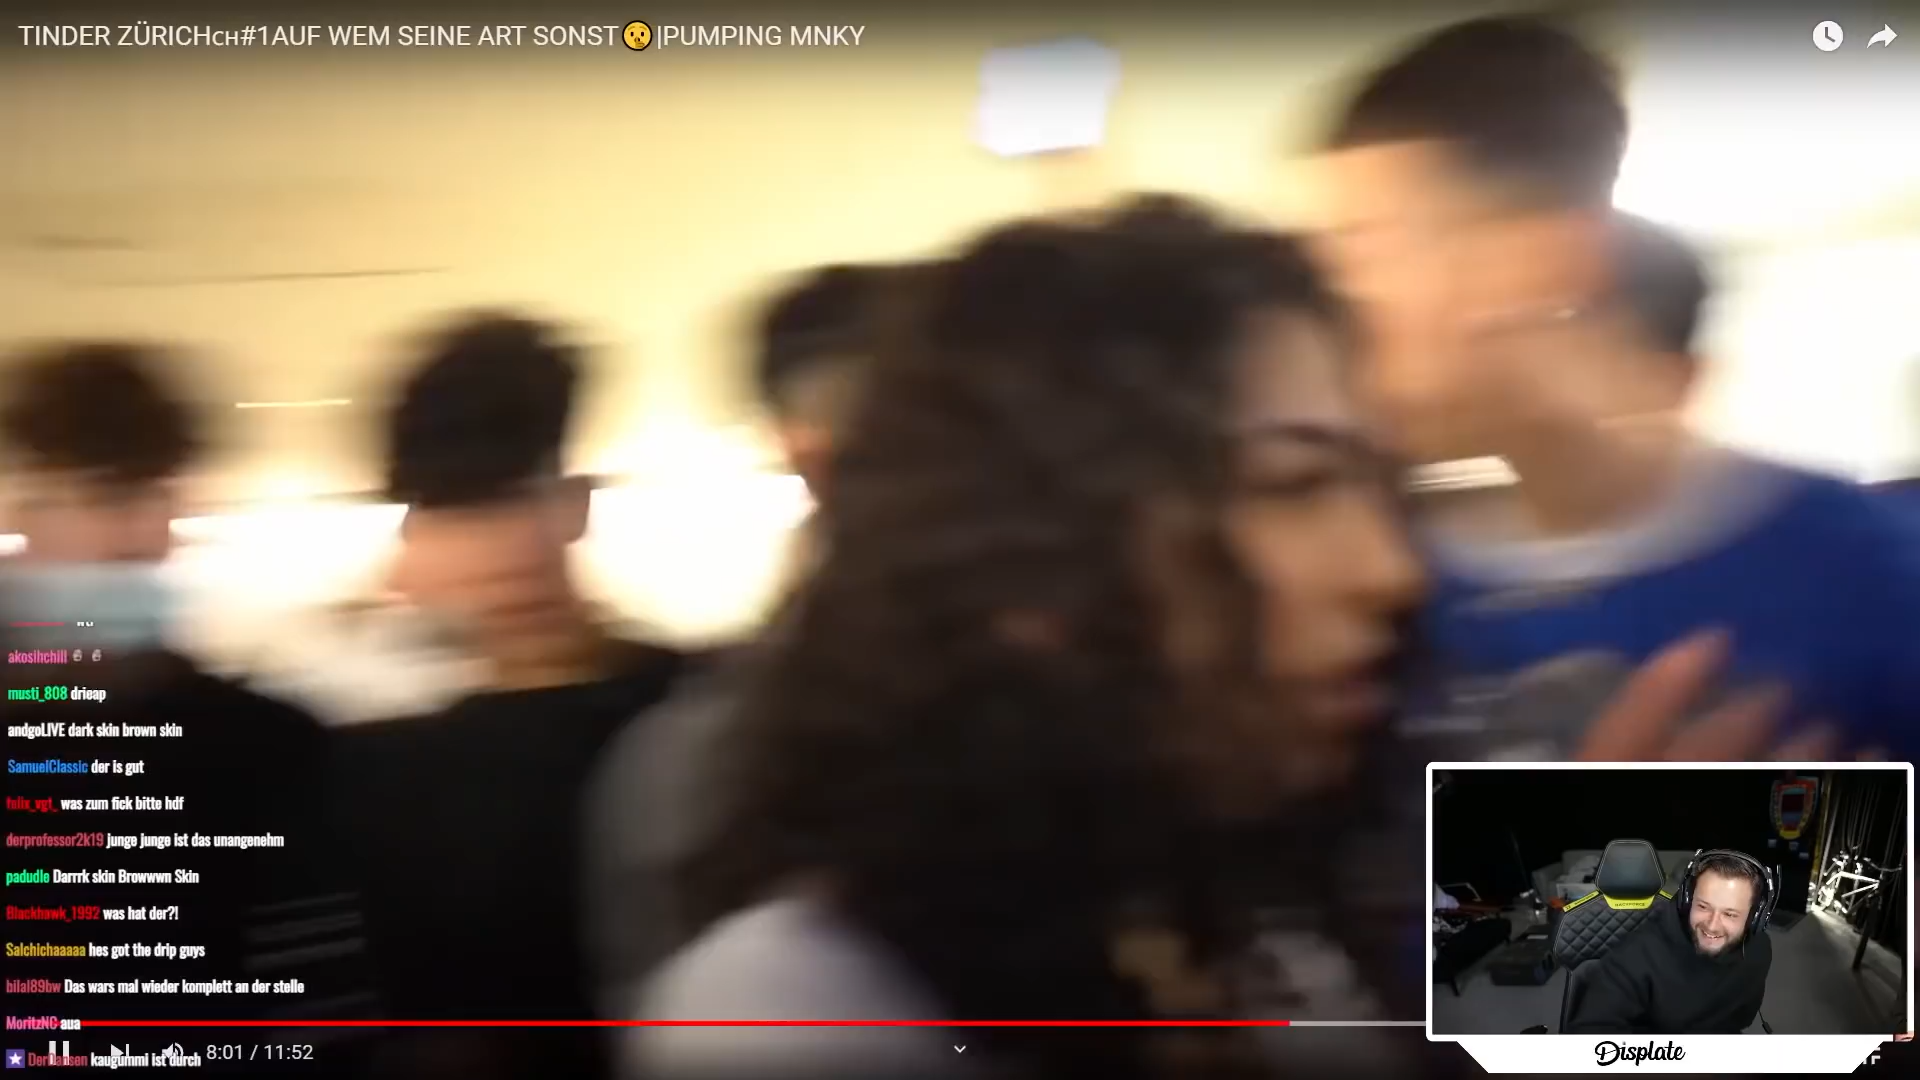 TINDER ZÜRICHCH#1AUF WEM SEINE ART SONST🤫|PUMPING MNKY
akosihchill
musti_808 drieap
andgoLIVE dark skin brown skin
SamuelClassic der is gut
felix_vgt_ was zum fick bitte hdf
derprofessor2k19 junge junge ist das unangenehm
padudle Darrrk skin Browwwn Skin
Blackhawk_1992 was hat der?!
Salchichaaaaa hes got the drip guys
bilal89bw Das wars mal wieder komplett an der stelle
MoritzNC aua
8:01 / 11:52
DerDansen kaugummi ist durch
Displate